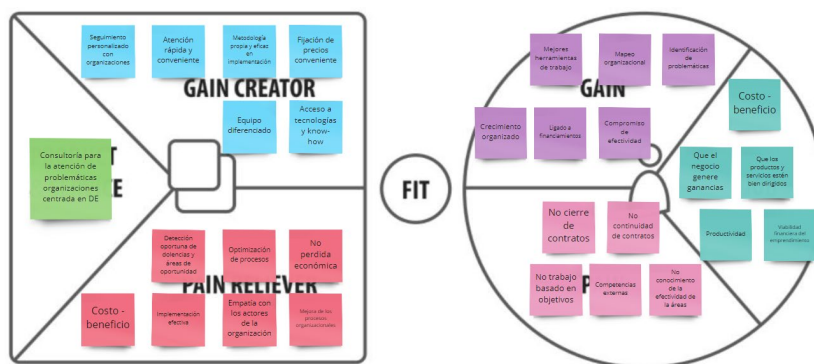 Seguimiento
personalizado con
organizaciones
Atención
rápida y
conveniente
Metodología
propia y eficas en
implementación
Fijación de
precios
conveniente
GAIN CREATOR
Equipo
diferenciado
Acceso a
tecnologías y
know-
how
Consultoría para
la atención de
problemáticas
organizaciones
centrada en DE
Detección
oportuna de
dolencias y
áreas de
oportunidad
Optimización de
procesos
No
perdida
económica
PAIN RELIEVER
Costo -
beneficio
Implementación
efectiva
Empatía con
los actores
de la
organización
Mejora de los
procesos
organizacionales
FIT
Mejores
herramientas
de trabajo
Mapeo
organizacional
Identificación
de
problemáticas
GAIN
Crecimiento
organizado
Ligado a
financiamientos
Compromiso
de
efectividad
Costo -
beneficio
Que el
negocio
genere
ganancias
Que los
productos y
servicios estén
bien dirigidos
Productividad
Viabilidad
financiera del
emprendimiento
No cierre
de
contratos
No
continuidad
de contratos
No trabajo
basado en
objetivos
Competencias
externas
No
conocimiento
de la
efectividad de
la áreas